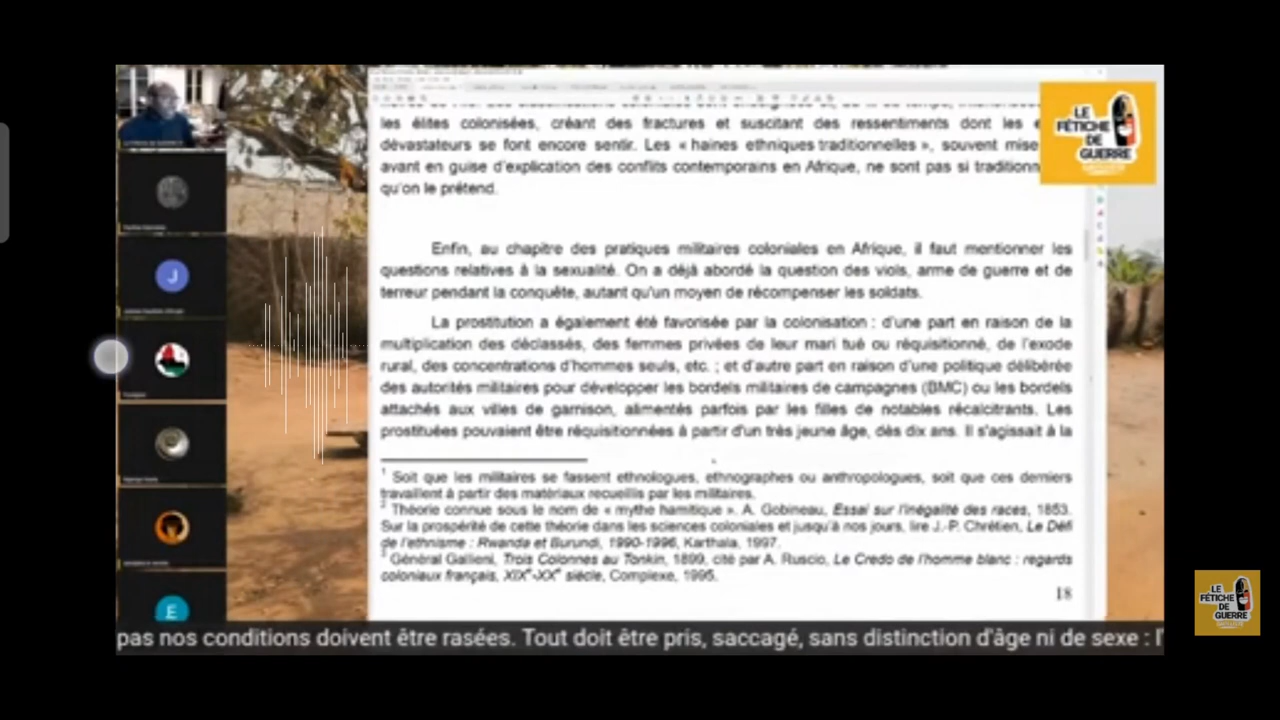 les élites colonisées, créant des fractures et suscitant des ressentiments dont les
dévastateurs se font encore sentir. Les « haines ethniques traditionnelles », souvent mise
avant en guise d'explication des conflits contemporains en Afrique, ne sont pas si
qu'on le prétend.
Enfin, au chapitre des pratiques militaires coloniales en Afrique, il faut mentionner les
questions relatives à la sexualité. On a déjà abordé la question des viols, arme de guerre et de
terreur pendant la conquête, autant qu'un moyen de récompenser les soldats.
La prostitution a également été favorisée par la colonisation : d'une part en raison de la
multiplication des déclassés, des femmes privées de leur mari tué ou réquisitionné, de l'exode
rural, des concentrations d'hommes seuls, etc. ; et d'autre part en raison d'une politique délibérée
des autorités militaires pour développer les bordels militaires de campagnes (BMC) ou les bordels
attachés aux villes de garnison, alimentés parfois par les filles de notables récalcitrants. Les
prostituées pouvaient être réquisitionnées à partir d'un très jeune âge, dès dix ans. Il s'agissait à la
1 Soit que les militaires se fassent ethnologues, ethnographes ou anthropologues, soit que ces derniers
travaillent à partir des matériaux recueillis par les militaires.
2 Théorie connue sous le nom de « mythe hamitique ». A. Gobineau, Essai sur l'inégalité des races, 1853.
Sur la prospérité de cette théorie dans les sciences coloniales et jusqu'à nos jours, lire J.-P. Chrétien, Le Défi
de l'ethnisme : Rwanda et Burundi, 1990-1996, Karthala, 1997.
3 Général Gallieni, Trois Colonnes au Tonkin, 1899, cité par A. Ruscio, Le Credo de l'homme blanc : regards
coloniaux français, XIXe-XXe siècle, Complexe, 1995.
18
LE
FÉTICHE
DE
GUERRE
J
E
pas nos conditions doivent être rasées. Tout doit être pris, saccagé, sans distinction d'âge ni de sexe : l'
LE
FÉTICHE
DE
GUERRE